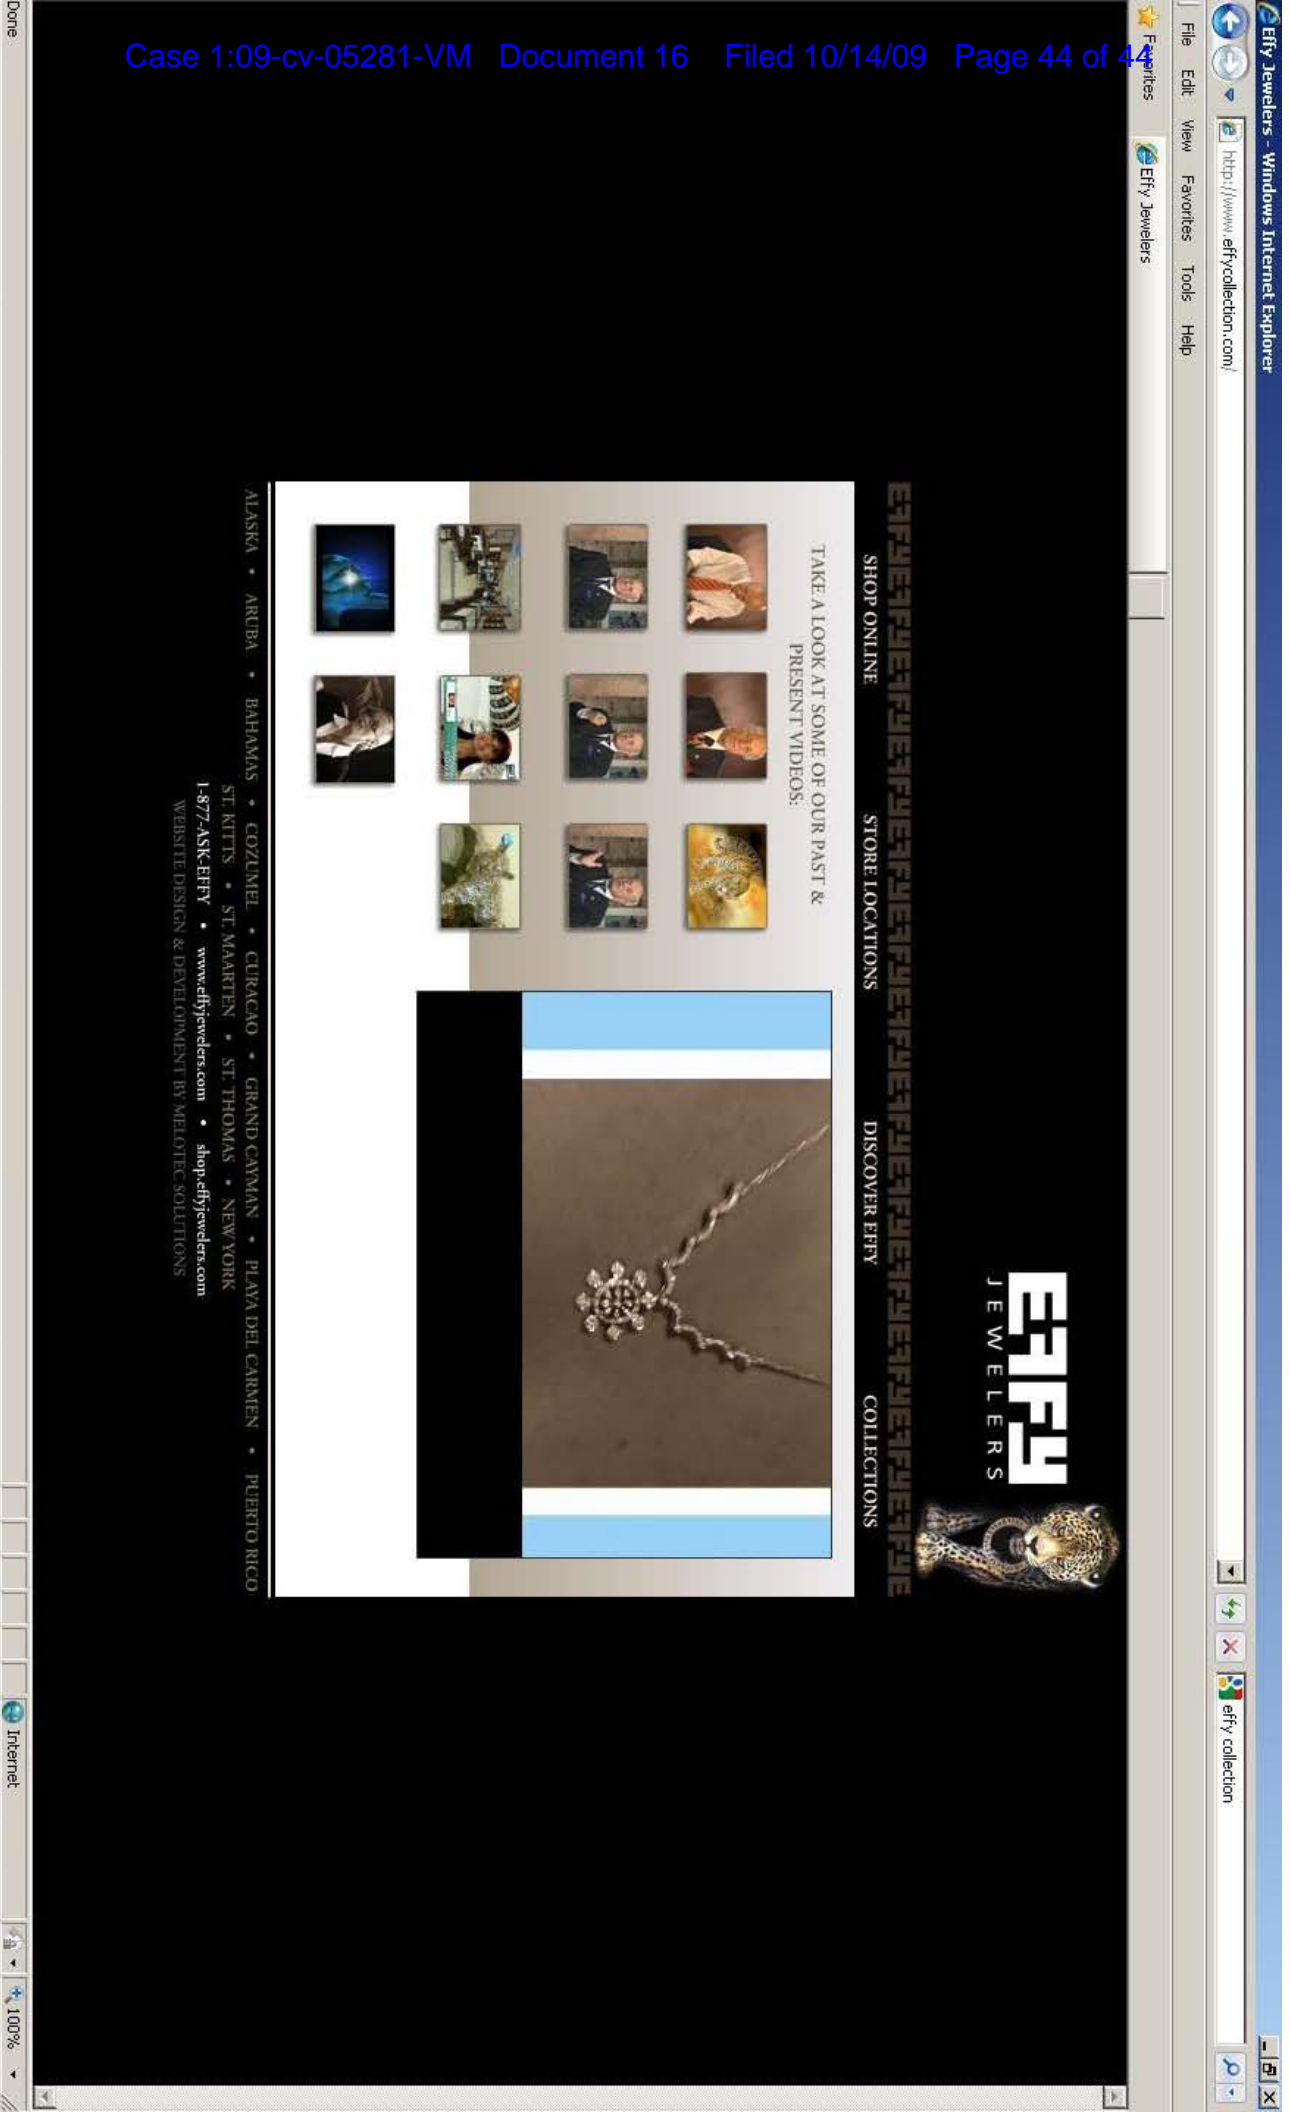 Case 1:09-cv-05281-VM Document 16 Filed 10/14/09 Page 44 of 44
Effy Jewelers - Windows Internet Explorer
http://www.effycollection.com/
effy collection
File Edit View Favorites Tools Help
Favorites
Effy Jewelers
EFFY
JEWELERS
EFFYEFFYEFFYEFFYEFFYEFFYEFFYEFFYEFFYEFFYEFFYE
SHOP ONLINE STORE LOCATIONS DISCOVER EFFY COLLECTIONS
TAKE A LOOK AT SOME OF OUR PAST &
PRESENT VIDEOS:
ALASKA • ARUBA • BAHAMAS • COZUMEL • CURACAO • GRAND CAYMAN • PLAYA DEL CARMEN • PUERTO RICO
ST. KITTS • ST. MAARTEN • ST. THOMAS • NEW YORK
1-877-ASK-EFFY • www.effyjewelers.com • shop.effyjewelers.com
WEBSITE DESIGN & DEVELOPMENT BY MELOTEC SOLUTIONS
Done
Internet
100%